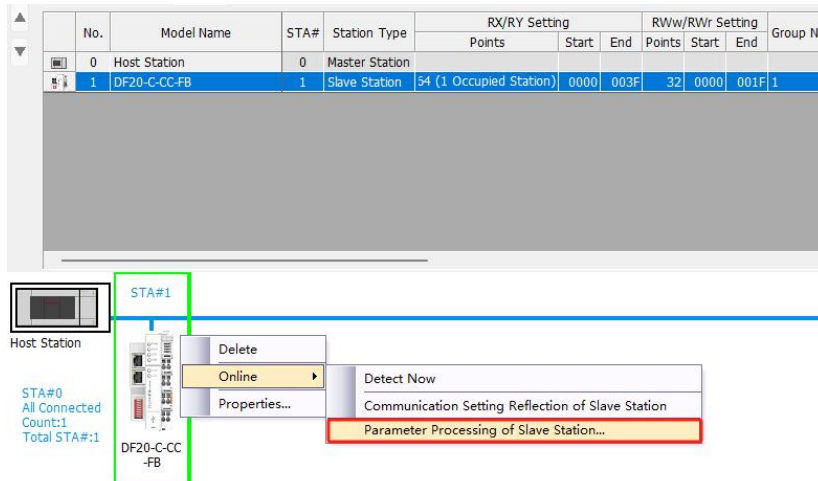 No. Model Name STA# Station Type RX/RY Setting RWw/RWr Setting Group N
Points Start End Points Start End
0 Host Station 0 Master Station
1 DF20-C-CC-FB 1 Slave Station 64 (1 Occupied Station) 0000 003F 32 0000 001F 1
STA#1
Host Station
Delete
Online
Detect Now
Properties...
Communication Setting Reflection of Slave Station
Parameter Processing of Slave Station...
STA#0
All Connected
Count:1
Total STA#:1
DF20-C-CC
-FB